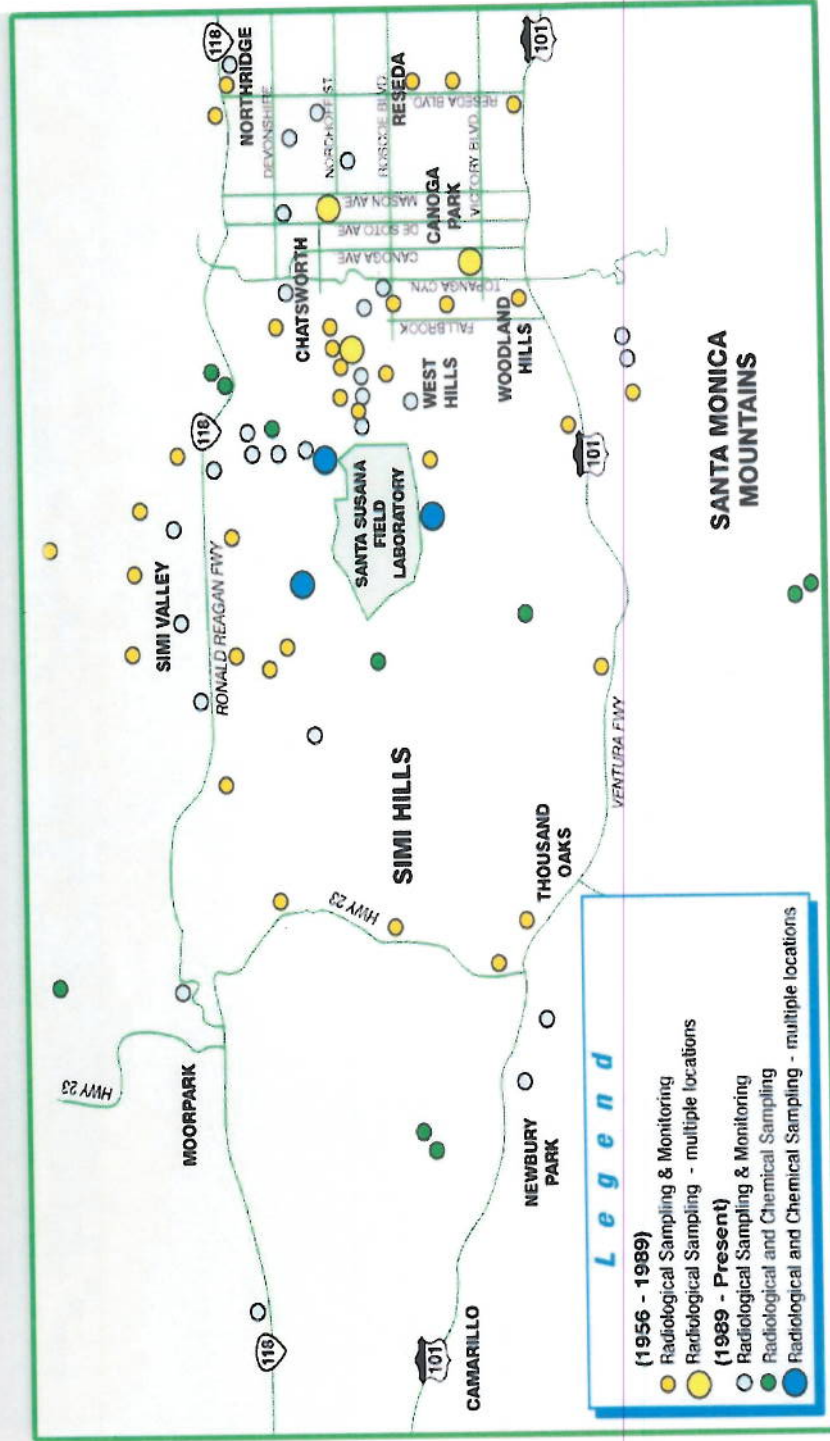 118
NORTHRIDGE
DEVONSHIRE
NORDHOFF ST.
ROSCOE BLVD
RESEDA
RESEDA BLVD
VICTORY BLVD.
101
MASON AVE
DE SOTO AVE
CANOGA AVE
CANOGA
PARK
TOPANGA CYN.
FALLBROOK
CHATSWORTH
WEST
HILLS
WOODLAND
HILLS
118
SIMI VALLEY
RONALD REAGAN FWY
SANTA SUSANA
FIELD
LABORATORY
101
SANTA MONICA
MOUNTAINS
SIMI HILLS
VENTURA FWY
THOUSAND
OAKS
HWY 23
HWY 23
MOORPARK
NEWBURY
PARK
118
101
CAMARILLO
Legend
(1956 - 1989)
Radiological Sampling & Monitoring
Radiological Sampling - multiple locations
(1989 - Present)
Radiological Sampling & Monitoring
Radiological and Chemical Sampling
Radiological and Chemical Sampling - multiple locations